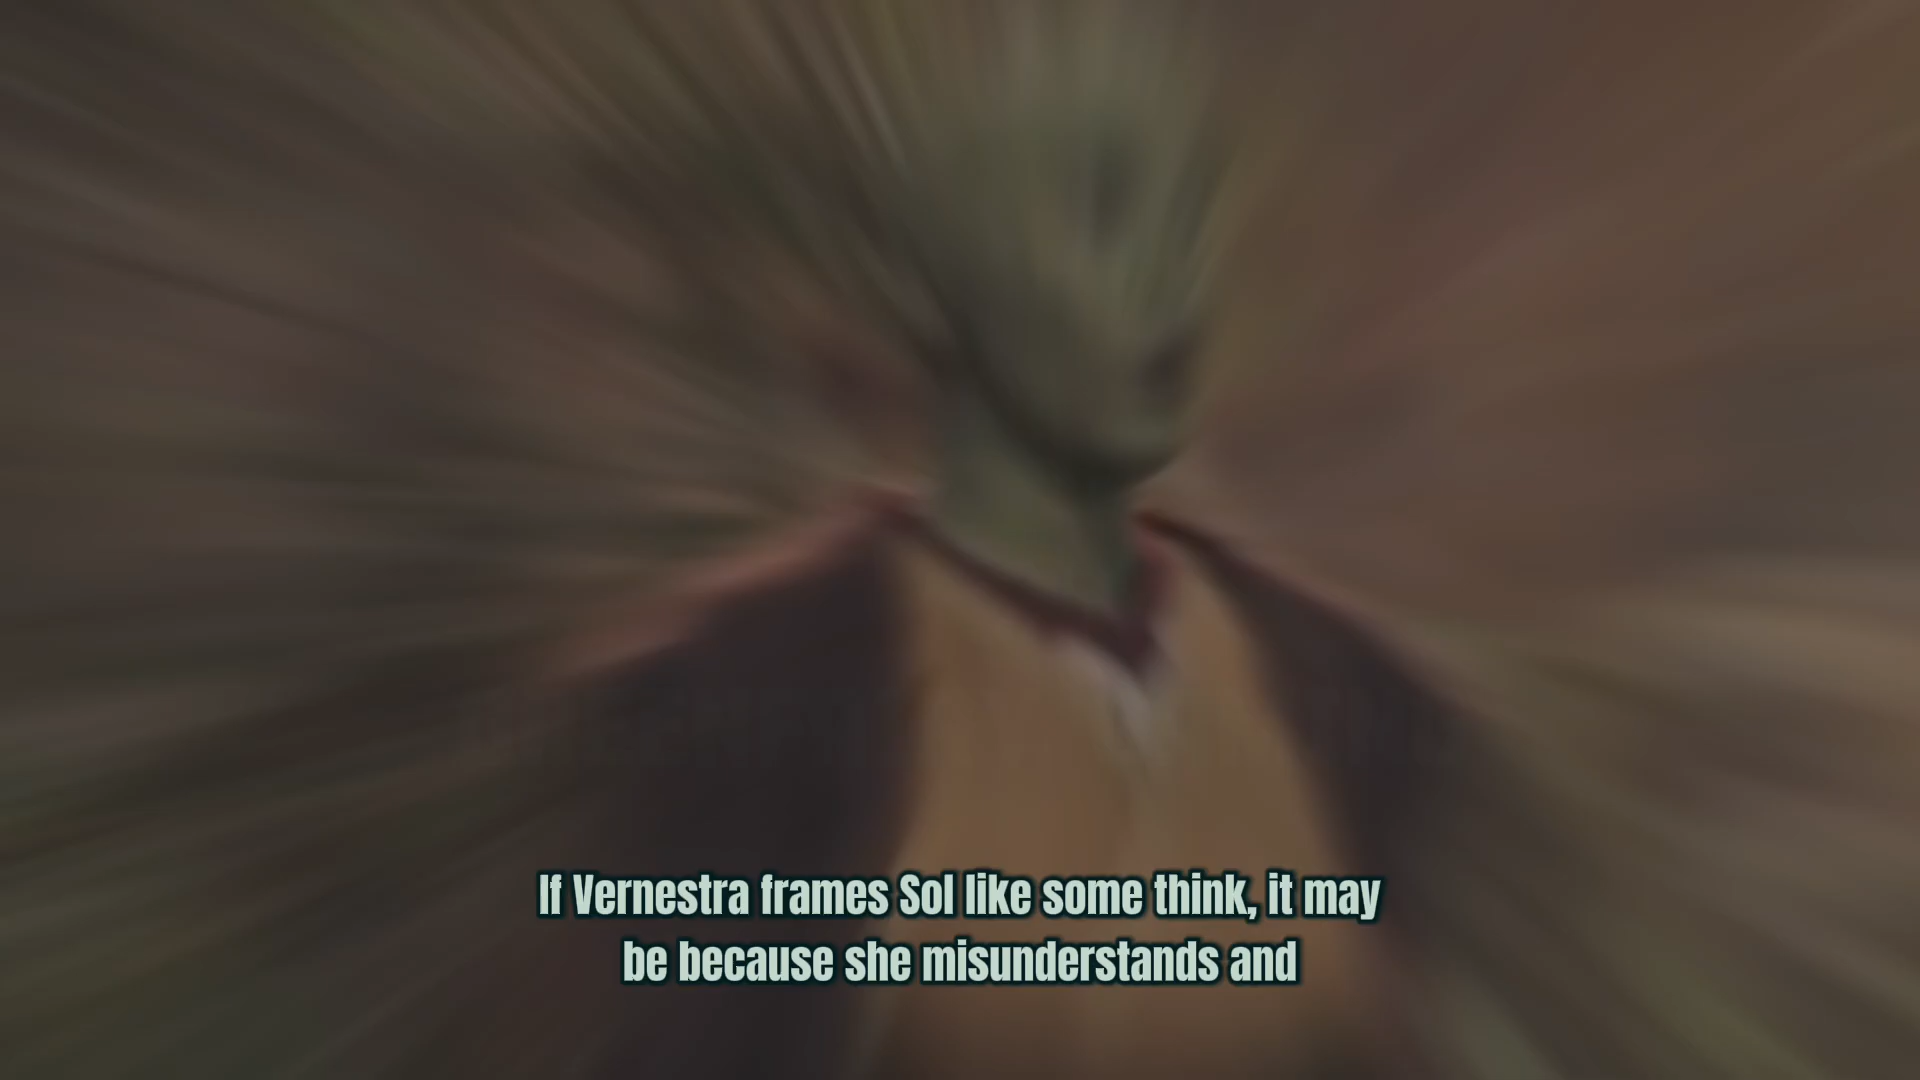 If Vernestra frames Sol like some think, it may
be because she misunderstands and